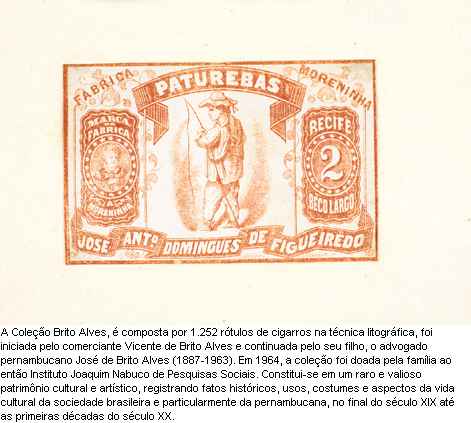 FABRICA
PATUREBAS
MORENINHA
MARCA
DA
FABRICA
DA
MORENINHA
RECIFE
2
BECO LARGO
JOSÉ ANTº DOMINGUES DE FIGUEIREDO
A Coleção Brito Alves, é composta por 1.252 rótulos de cigarros na técnica litográfica, foi
iniciada pelo comerciante Vicente de Brito Alves e continuada pelo seu filho, o advogado
pernambucano José de Brito Alves (1887-1963). Em 1964, a coleção foi doada pela família ao
então Instituto Joaquim Nabuco de Pesquisas Sociais. Constitui-se em um raro e valioso
patrimônio cultural e artístico, registrando fatos históricos, usos, costumes e aspectos da vida
cultural da sociedade brasileira e particularmente da pernambucana, no final do século XIX até
as primeiras décadas do século XX.